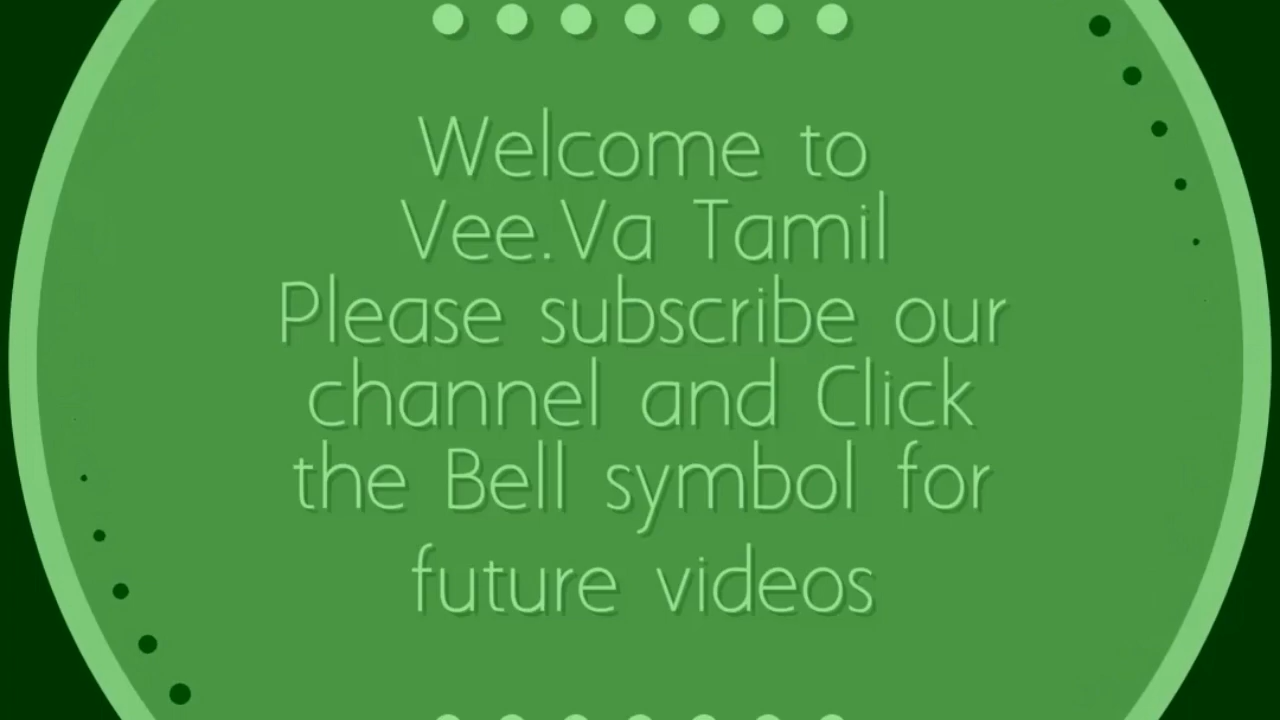 Welcome to
Vee.Va Tamil
Please subscribe our
channel and Click
the Bell symbol for
future videos